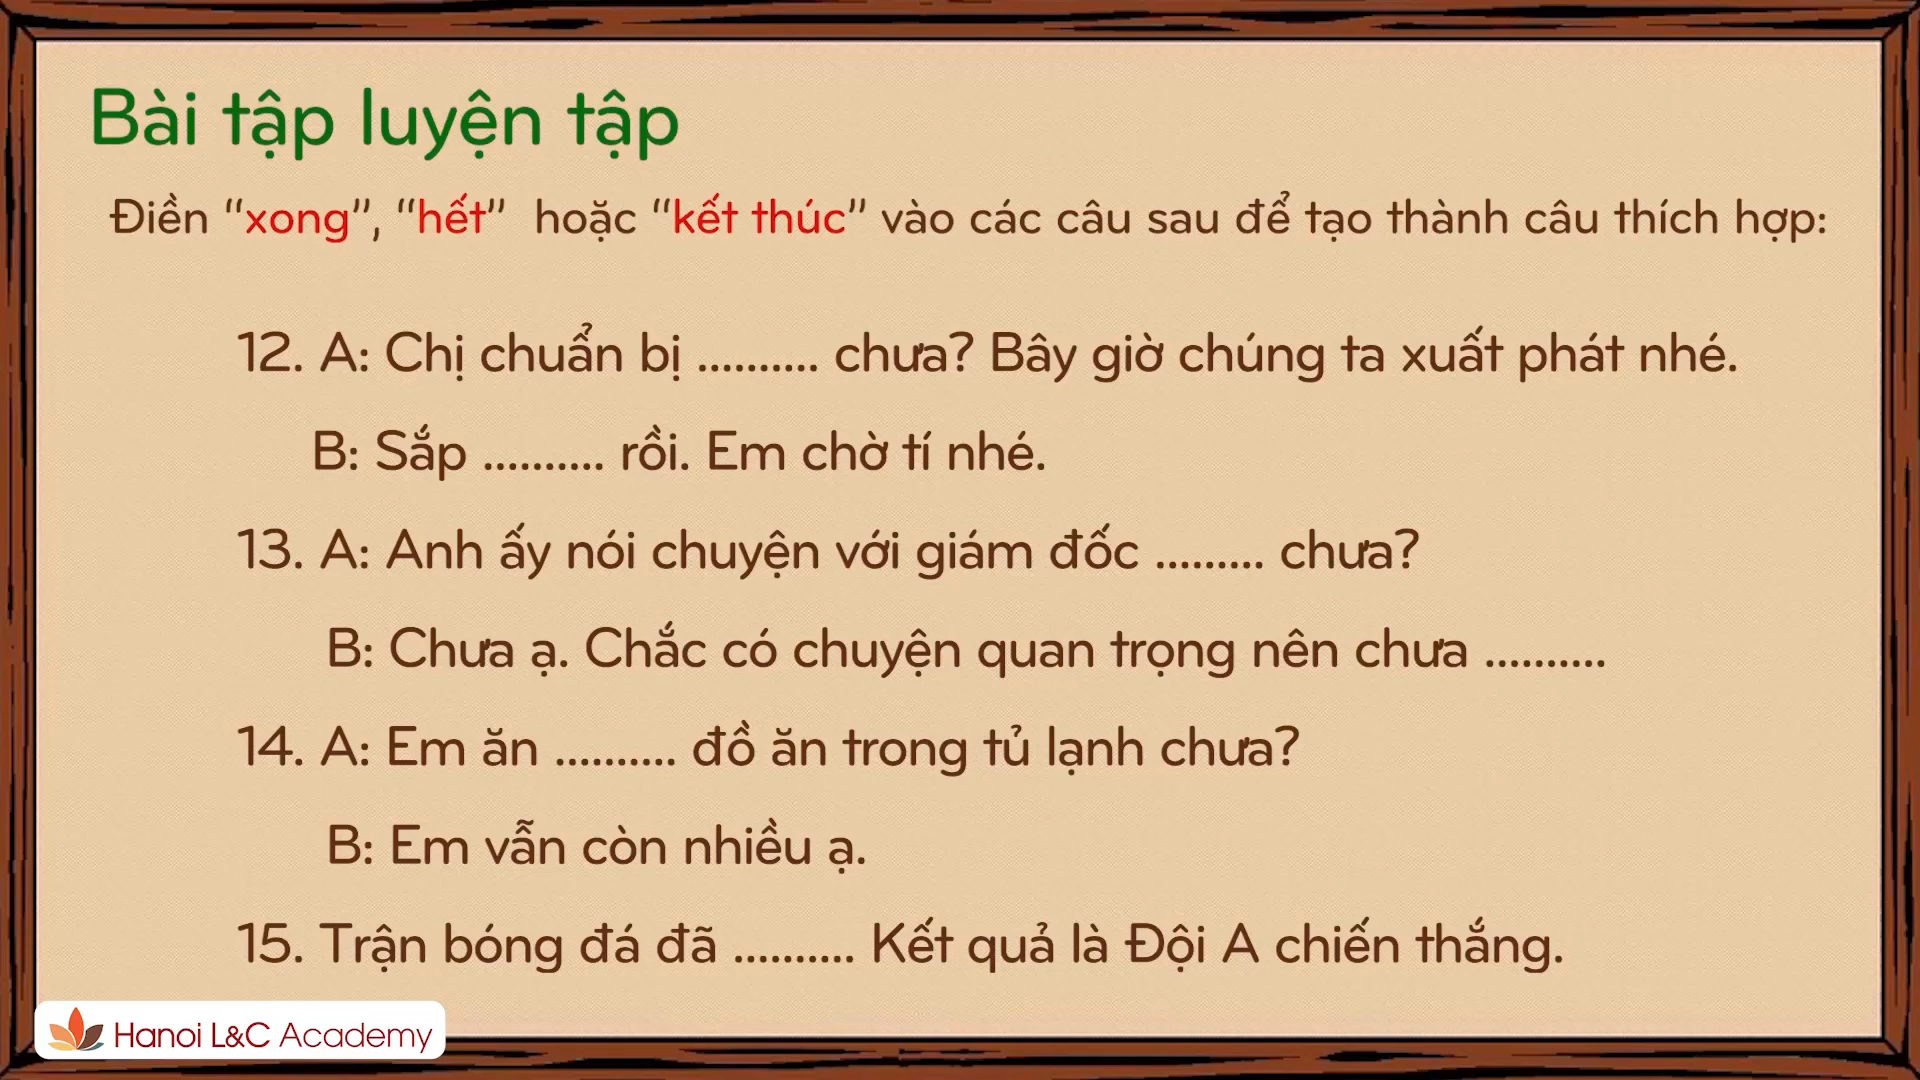 Bài tập luyện tập
Điền “xong”, “hết” hoặc “kết thúc” vào các câu sau để tạo thành câu thích hợp:
12. A: Chị chuẩn bị .......... chưa? Bây giờ chúng ta xuất phát nhé.
B: Sắp .......... rồi. Em chờ tí nhé.
13. A: Anh ấy nói chuyện với giám đốc ......... chưa?
B: Chưa ạ. Chắc có chuyện quan trọng nên chưa ..........
14. A: Em ăn .......... đồ ăn trong tủ lạnh chưa?
B: Em vẫn còn nhiều ạ.
15. Trận bóng đá đã .......... Kết quả là Đội A chiến thắng.
Hanoi L&C Academy